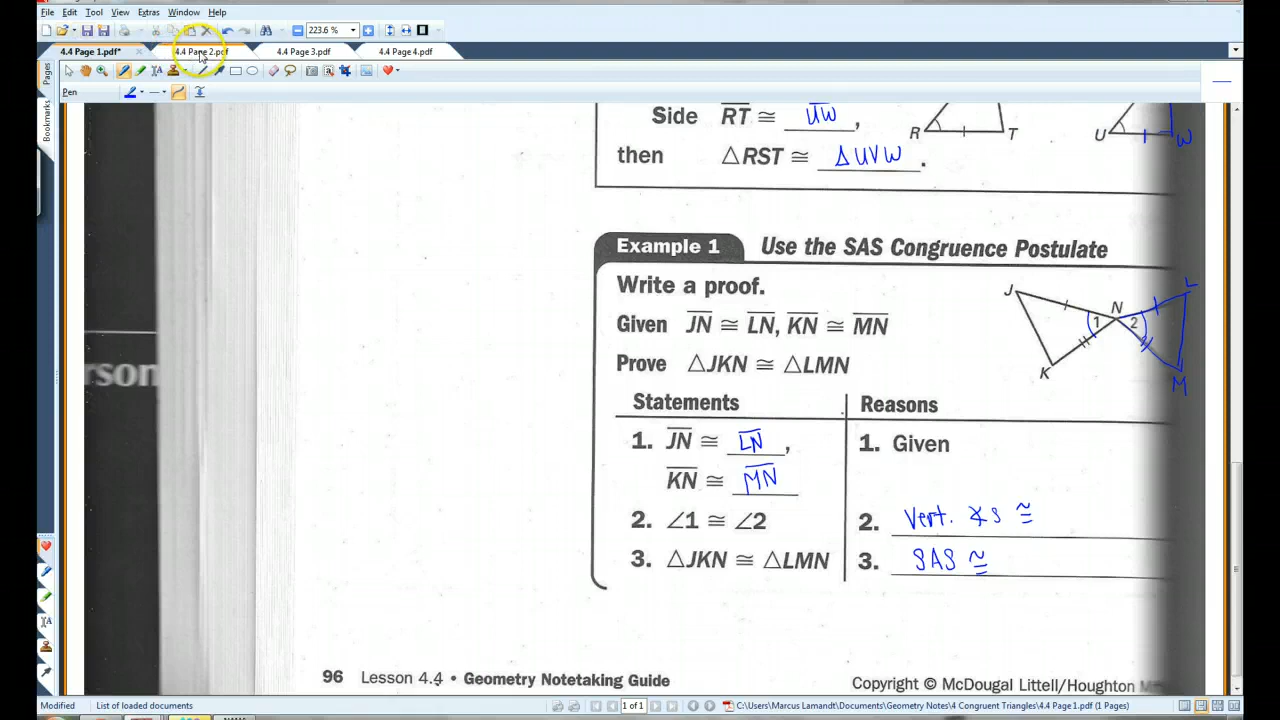 File Edit Tool View Extras Window Help
223.6 %
4.4 Page 1.pdf* 4.4 Page 2.pdf 4.4 Page 3.pdf 4.4 Page 4.pdf
Pen
Pages
Bookmarks
Side RT ≅ UW,
then △RST ≅ △UVW.
R T U W
Example 1 Use the SAS Congruence Postulate
Write a proof.
Given JN ≅ LN, KN ≅ MN
Prove △JKN ≅ △LMN
J N L
1 2
K M
Statements Reasons
1. JN ≅ LN, 1. Given
KN ≅ MN
2. ∠1 ≅ ∠2 2. Vert. ∡s ≅
3. △JKN ≅ △LMN 3. SAS ≅
erson
96 Lesson 4.4 • Geometry Notetaking Guide
Copyright © McDougal Littell/Houghton
Modified List of loaded documents 1 of 1 C:\Users\Marcus Lamandt\Documents\Geometry Notes\4 Congruent Triangles\4.4 Page 1.pdf (1 Pages)